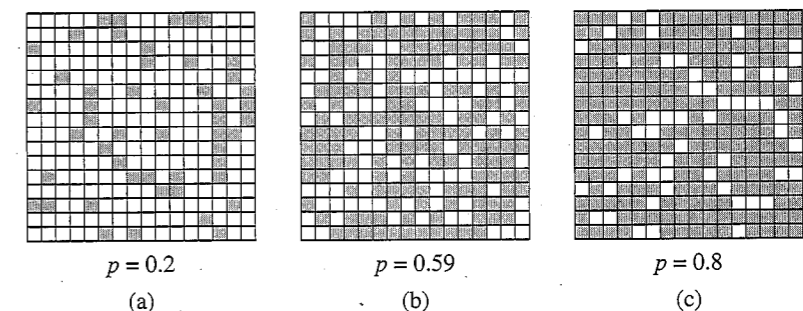 p = 0.2
p = 0.59
p = 0.8
(a)
(b)
(c)